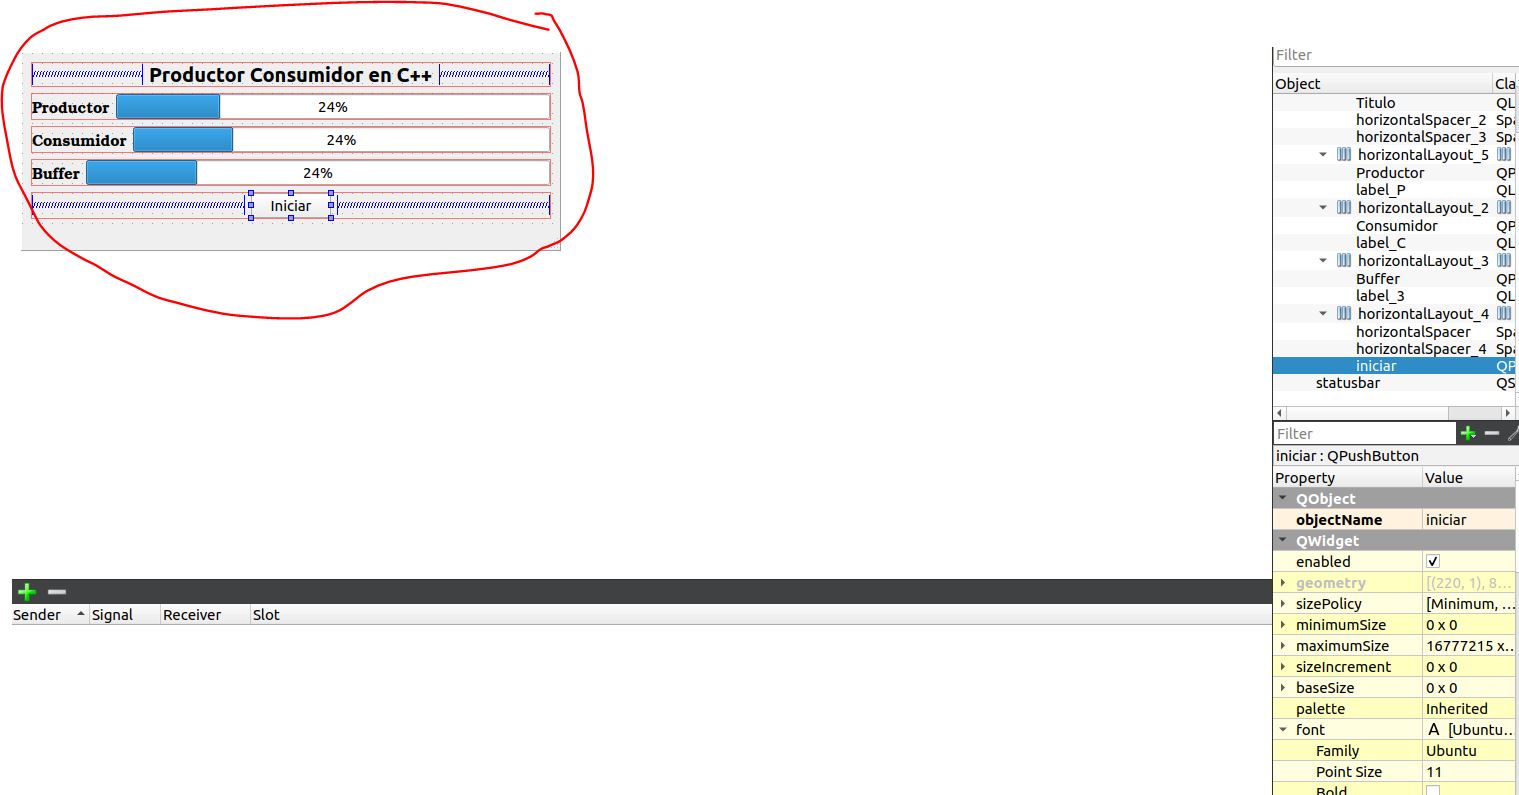 Productor Consumidor en C++
Productor 24%
Consumidor 24%
Buffer 24%
Iniciar
Filter
Object Cla
Titulo QL
horizontalSpacer_2 Spa
horizontalSpacer_3 Spa
horizontalLayout_5
Productor QP
label_P QL
horizontalLayout_2
Consumidor QP
label_C QL
horizontalLayout_3
Buffer QP
label_3 QL
horizontalLayout_4
horizontalSpacer Spa
horizontalSpacer_4 Spa
iniciar QP
statusbar QS
Filter
iniciar : QPushButton
Property Value
QObject
objectName iniciar
QWidget
enabled
geometry [(220, 1), 8...
sizePolicy [Minimum, ...
minimumSize 0 x 0
maximumSize 16777215 x...
sizeIncrement 0 x 0
baseSize 0 x 0
palette Inherited
font A [Ubuntu...
Family Ubuntu
Point Size 11
Bold
Sender Signal Receiver Slot